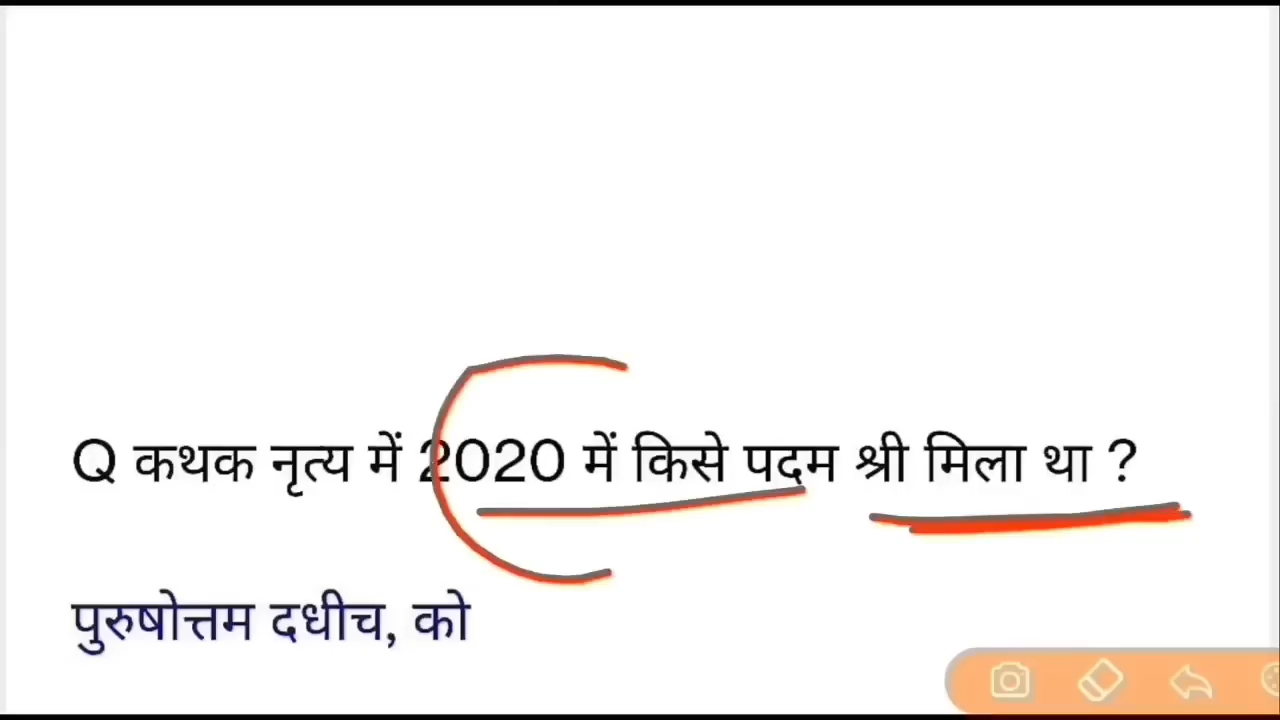 Q कथक नृत्य में 2020 में किसे पदम श्री मिला था ?
पुरुषोत्तम दधीच, को